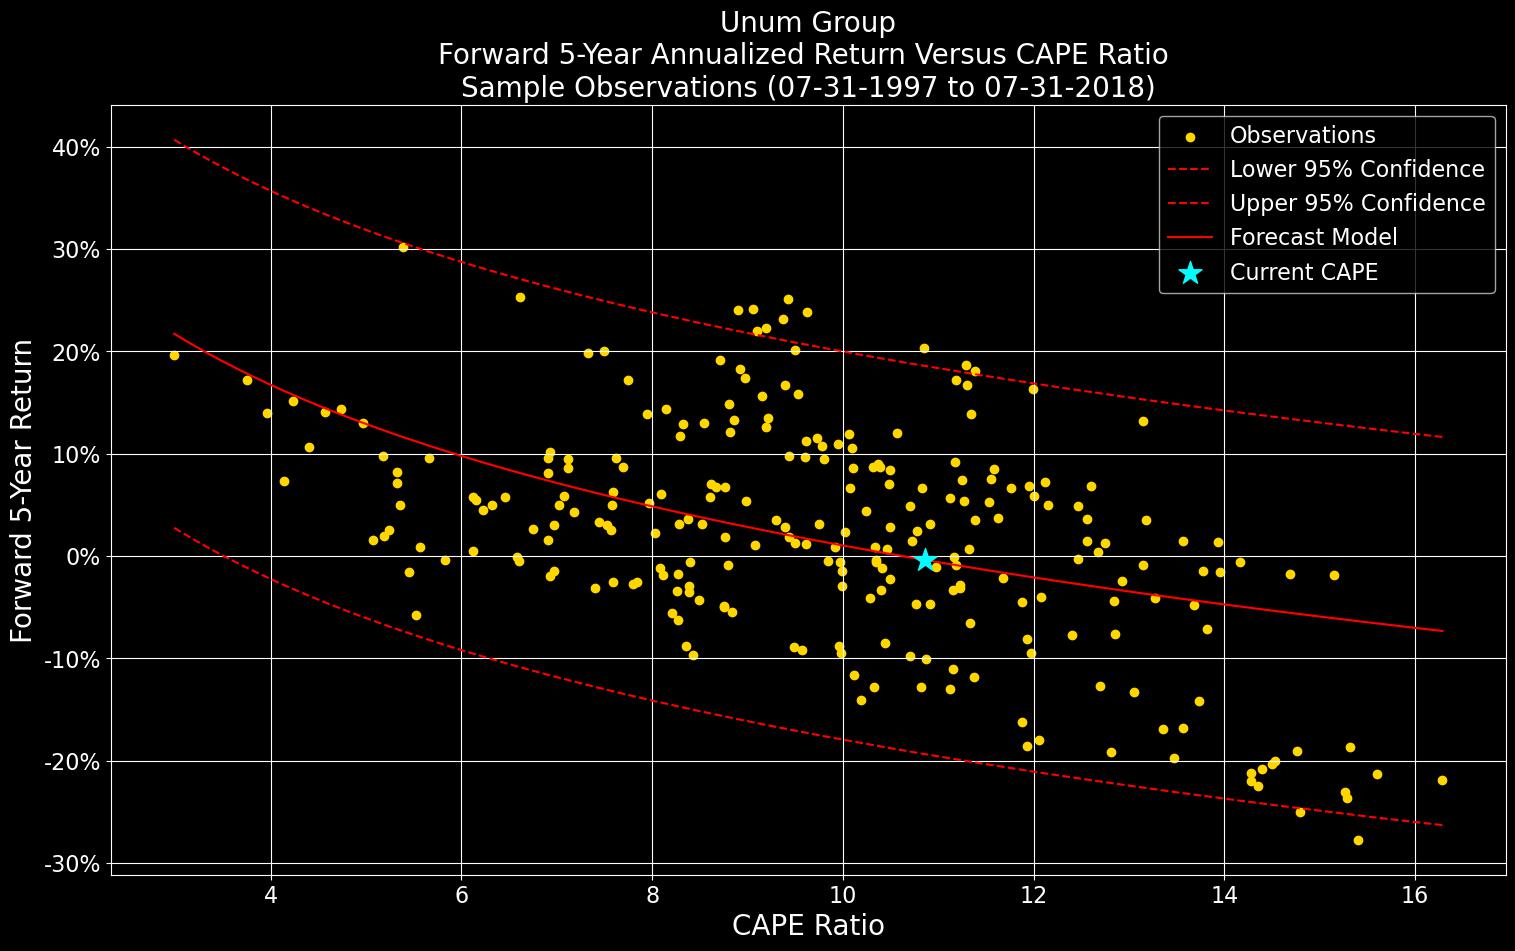 Unum Group
Forward 5-Year Annualized Return Versus CAPE Ratio
Sample Observations (07-31-1997 to 07-31-2018)
Observations
Lower 95% Confidence
Upper 95% Confidence
Forecast Model
Current CAPE
Forward 5-Year Return
40%
30%
20%
10%
0%
-10%
-20%
-30%
4 6 8 10 12 14 16
CAPE Ratio